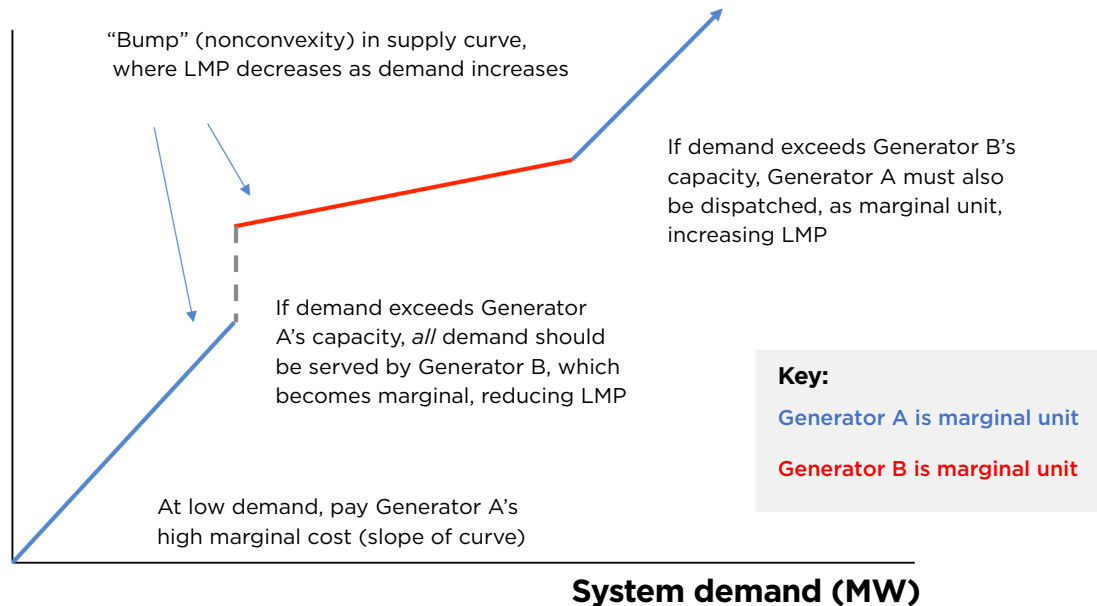 “Bump” (nonconvexity) in supply curve,
where LMP decreases as demand increases
If demand exceeds Generator B’s
capacity, Generator A must also
be dispatched, as marginal unit,
increasing LMP
If demand exceeds Generator
A’s capacity, all demand should
be served by Generator B, which
becomes marginal, reducing LMP
Key:
Generator A is marginal unit
Generator B is marginal unit
At low demand, pay Generator A’s
high marginal cost (slope of curve)
System demand (MW)